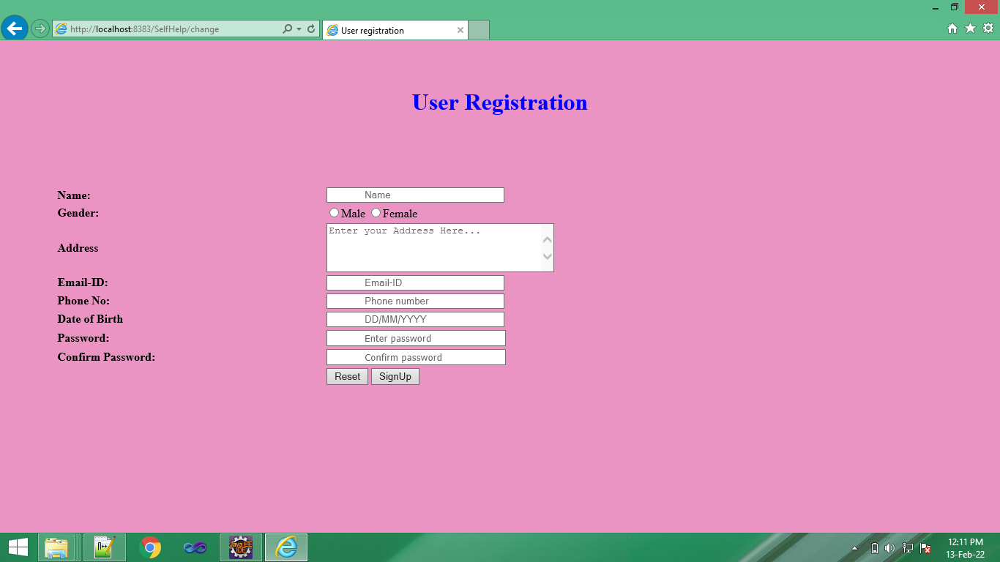 http://localhost:8383/SelfHelp/change
User registration
User Registration
Name: Name
Gender: Male Female
Address Enter your Address Here...
Email-ID: Email-ID
Phone No: Phone number
Date of Birth DD/MM/YYYY
Password: Enter password
Confirm Password: Confirm password
Reset SignUp
Java EE
IDE
12:11 PM
13-Feb-22